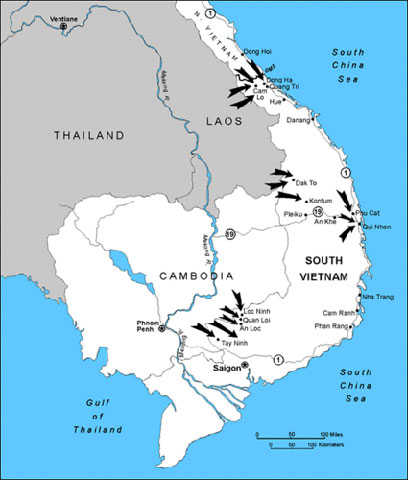 Ventiane
1
N. VIETNAM
Dong Hoi
South
China
Sea
Mekong R.
DMZ
Dong Ha
Quang Tri
Cam
Lo
Hue
LAOS
THAILAND
Danang
1
Dak To
Kontum
Pleiku
19
An Khe
Phu Cat
Qui Nhon
19
Mekong R.
CAMBODIA
SOUTH
VIETNAM
Nha Trang
Loc Ninh
Quan Loi
An Loc
Cam Ranh
Phan Rang
Phnom
Penh
Tay Ninh
1
Saigon
South
China
Sea
Gulf
of
Thailand
0 50 100 Miles
0 50 100 Kilometers